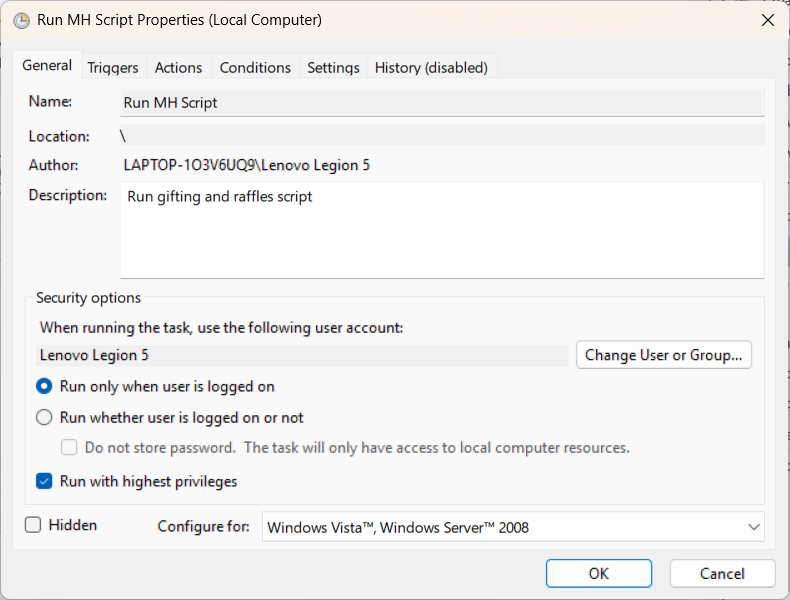 Run MH Script Properties (Local Computer)
General Triggers Actions Conditions Settings History (disabled)
Name: Run MH Script
Location: \
Author: LAPTOP-1O3V6UQ9\Lenovo Legion 5
Description: Run gifting and raffles script
Security options
When running the task, use the following user account:
Lenovo Legion 5 Change User or Group...
Run only when user is logged on
Run whether user is logged on or not
Do not store password. The task will only have access to local computer resources.
Run with highest privileges
Hidden Configure for: Windows Vista™, Windows Server™ 2008
OK Cancel